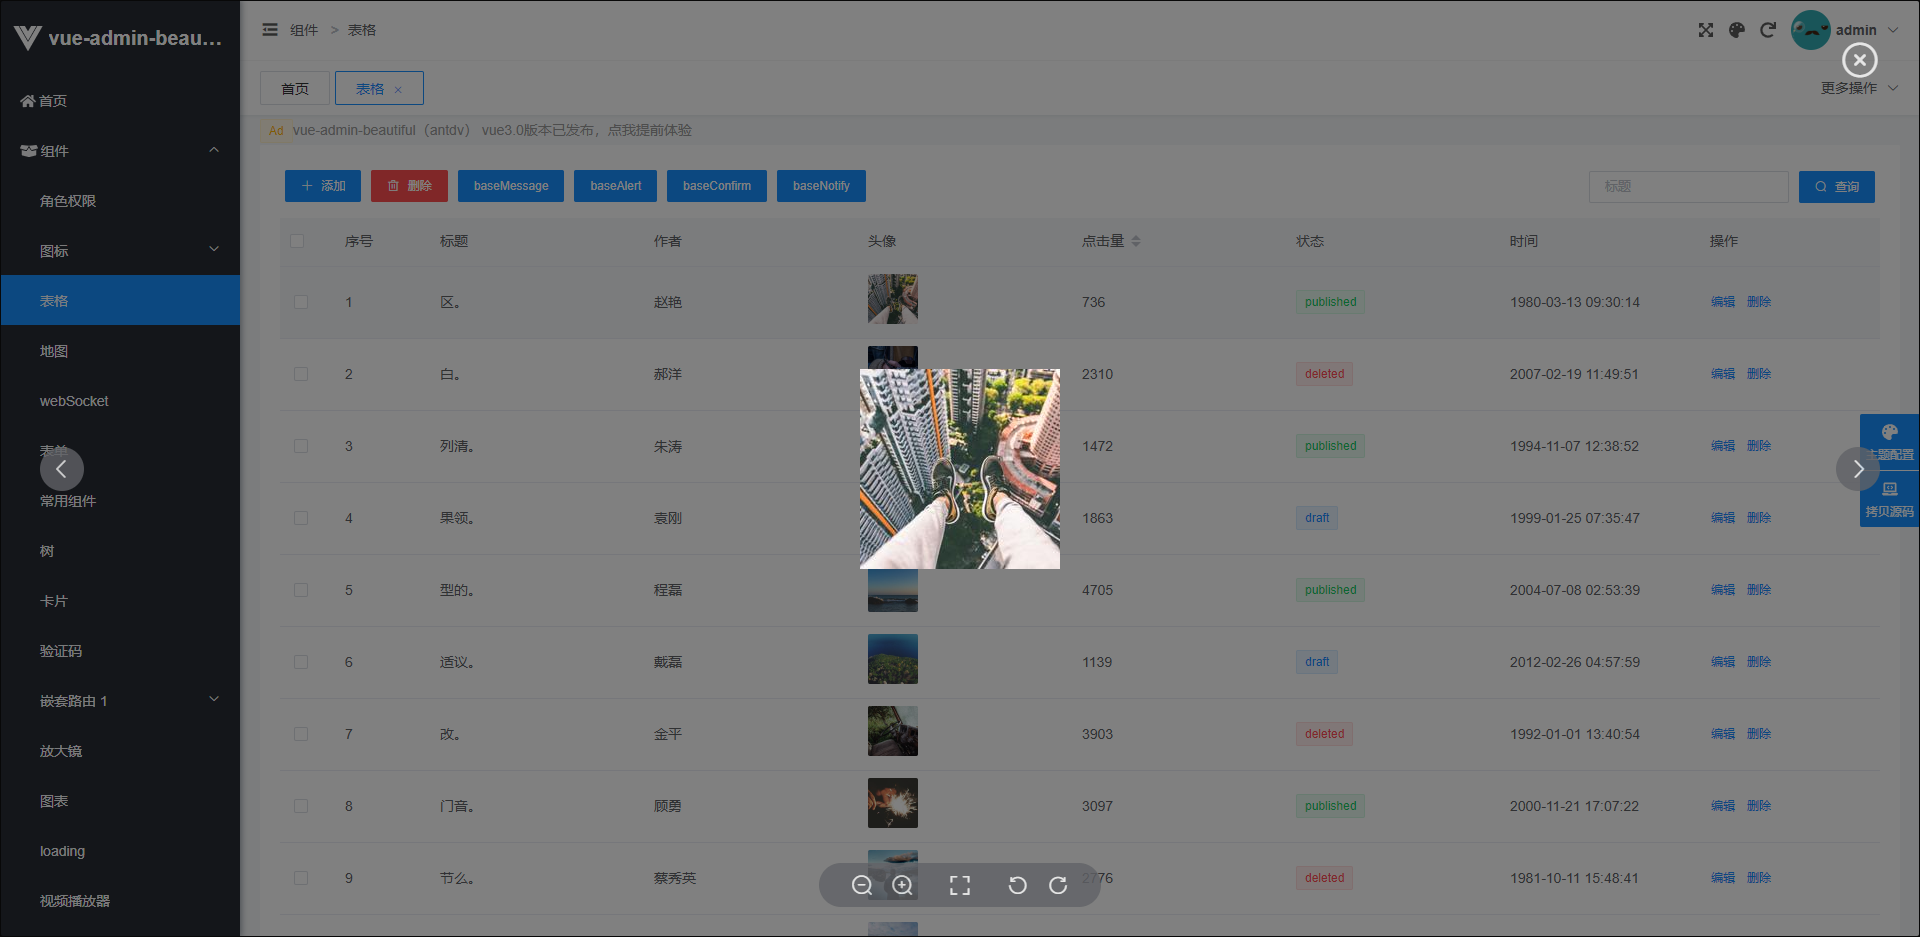 vue-admin-beau...
首页
组件
角色权限
图标
表格
地图
webSocket
表单
常用组件
树
卡片
验证码
嵌套路由 1
放大镜
图表
loading
视频播放器
组件 > 表格
admin
首页 表格
更多操作
Ad vue-admin-beautiful（antdv） vue3.0版本已发布，点我提前体验
添加 删除 baseMessage baseAlert baseConfirm baseNotify 标题 查询
序号 标题 作者 头像 点击量 状态 时间 操作
1 区。 赵艳 736 published 1980-03-13 09:30:14 编辑 删除
2 白。 郝洋 2310 deleted 2007-02-19 11:49:51 编辑 删除
3 列清。 朱涛 1472 published 1994-11-07 12:38:52 编辑 删除
4 果领。 袁刚 1863 draft 1999-01-25 07:35:47 编辑 删除
5 型的。 程磊 4705 published 2004-07-08 02:53:39 编辑 删除
6 适议。 戴磊 1139 draft 2012-02-26 04:57:59 编辑 删除
7 改。 金平 3903 deleted 1992-01-01 13:40:54 编辑 删除
8 门音。 顾勇 3097 published 2000-11-21 17:07:22 编辑 删除
9 节么。 蔡秀英 2776 deleted 1981-10-11 15:48:41 编辑 删除
主题配置
拷贝源码